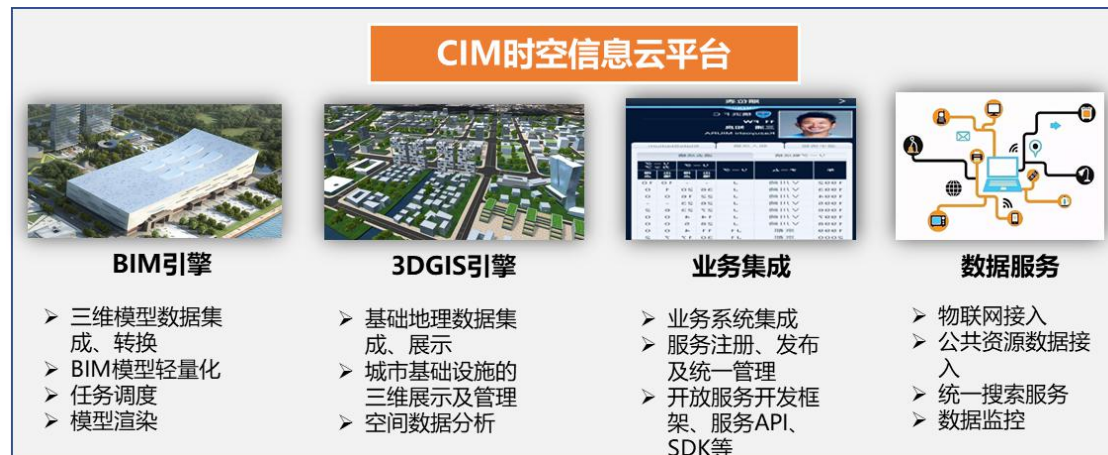 CIM时空信息云平台
BIM引擎
➢ 三维模型数据集
成、转换
➢ BIM模型轻量化
➢ 任务调度
➢ 模型渲染
3DGIS引擎
➢ 基础地理数据集
成、展示
➢ 城市基础设施的
三维展示及管理
➢ 空间数据分析
业务集成
➢ 业务系统集成
➢ 服务注册、发布
及统一管理
➢ 开放服务开发框
架、服务API、
SDK等
数据服务
➢ 物联网接入
➢ 公共资源数据接
入
➢ 统一搜索服务
➢ 数据监控